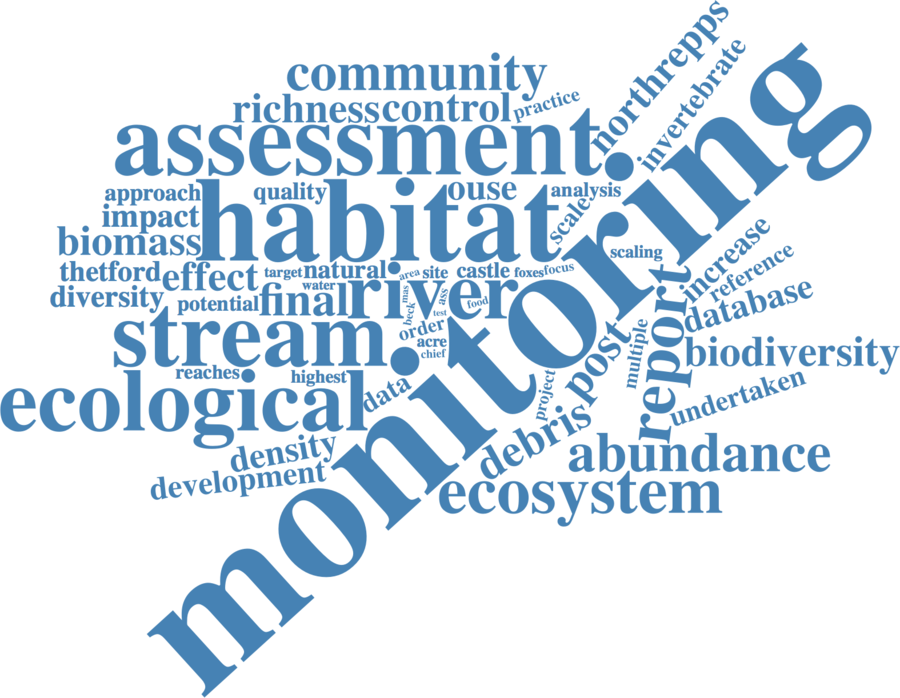 community
northrepps
richness
control
practice
invertebrate
assessment
monitoring
approach
quality
ouse
analysis
habitat
scale
impact
biomass
scaling
increase
thetford
effect
target
natural
area
site
castle
foxes
focus
reference
diversity
potential
final
water
river
mas
ass
food
database
beck
test
order
stream
acre
chief
post
multiple
report
biodiversity
reaches
highest
ecological
data
project
undertaken
debris
density
development
abundance
ecosystem